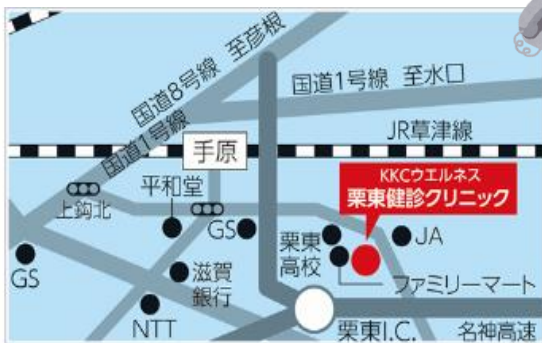 国道8号線 至彦根
国道1号線 至水口
国道1号線
JR草津線
手原
KKCウエルネス
栗東健診クリニック
平和堂
上鈎北
GS
JA
栗東
高校
GS
滋賀
銀行
ファミリーマート
NTT
栗東I.C.
名神高速